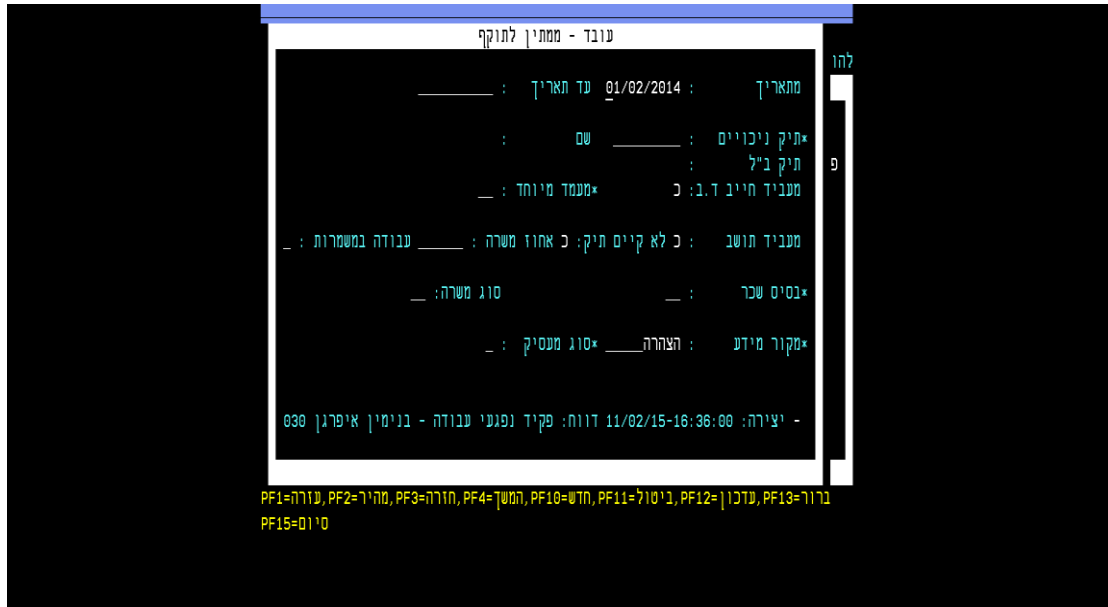 עובד - ממתין לתוקף
להו
מתאריך : 01/02/2014 עד תאריך : _________
*תיק ניכויים : _________ שם :
תיק ב"ל :
פ
מעביד חייב ד.ב: כ *מעמד מיוחד : __
מעביד תושב : כ לא קיים תיק: כ אחוז משרה : ______ עבודה במשמרות : _
*בסיס שכר : __ סוג משרה: __
*מקור מידע : הצהרה_____ *סוג מעסיק : _
- יצירה: 11/02/15-16:36:00 דווח: פקיד נפגעי עבודה - בנימין איפרגן 030
PF1=עזרה,PF2=מהיר,PF3=חזרה,PF4=המשך,PF10=חדש,PF11=ביטול,PF12=עדכון,PF13=ברור
PF15=סיום